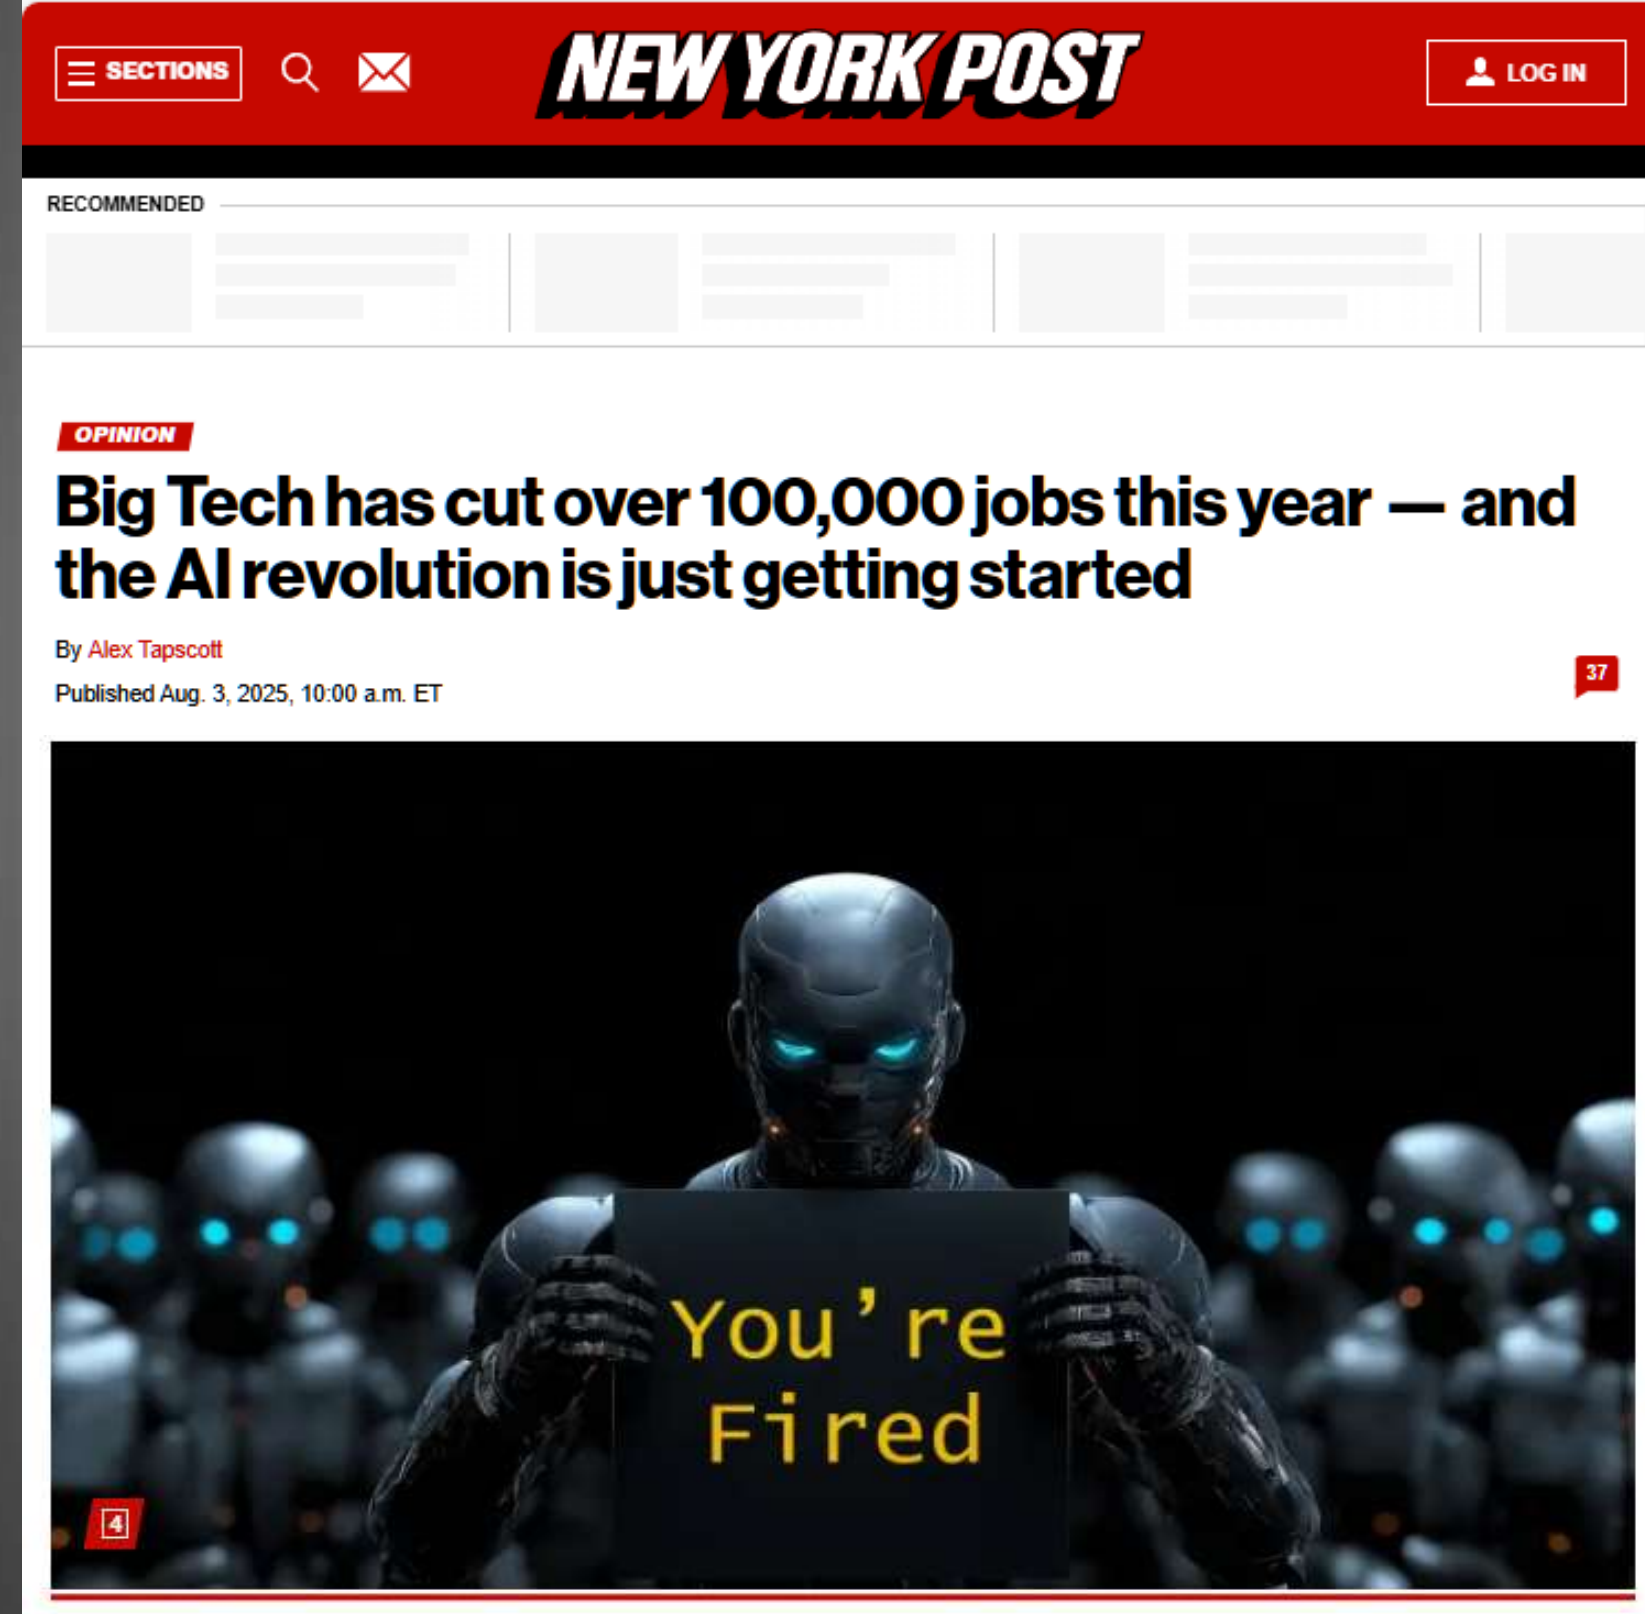 SECTIONS
NEW YORK POST
LOG IN
RECOMMENDED
OPINION
Big Tech has cut over 100,000 jobs this year — and
the AI revolution is just getting started
By Alex Tapscott
Published Aug. 3, 2025, 10:00 a.m. ET
37
You’re
Fired
4